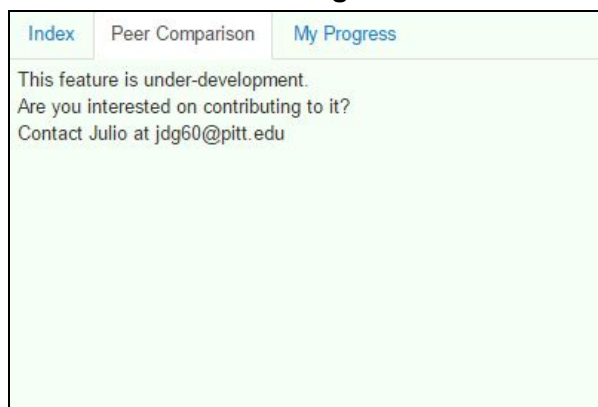 Index Peer Comparison My Progress
This feature is under-development.
Are you interested on contributing to it?
Contact Julio at jdg60@pitt.edu